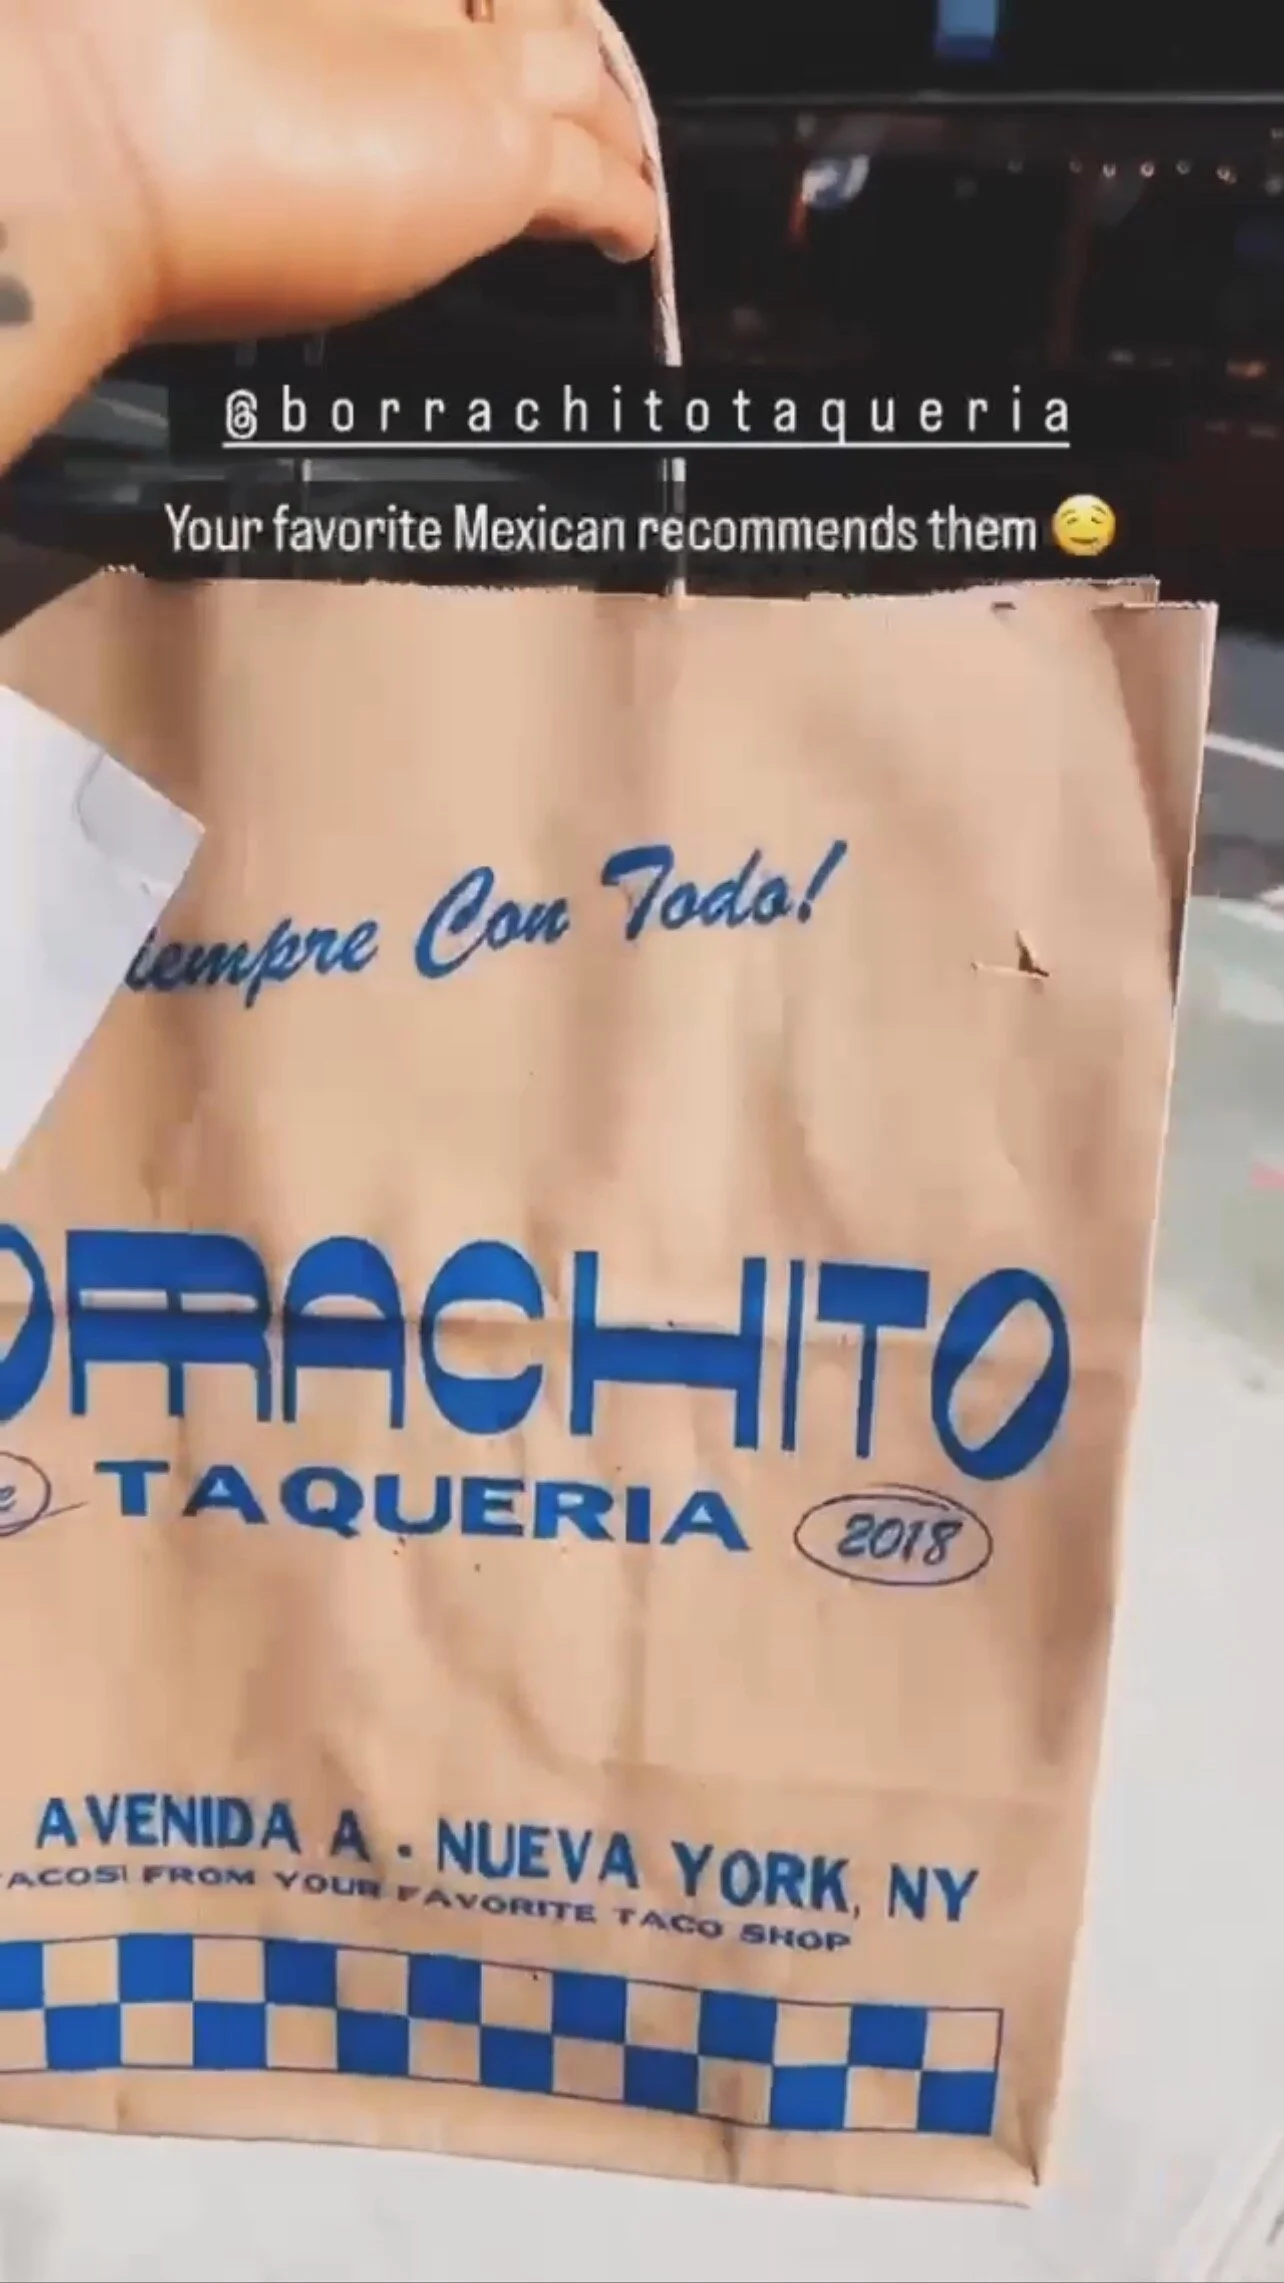 @borrachitotaqueria
Your favorite Mexican recommends them
iempre Con Todo!
ORRACHITO
TAQUERIA 2018
AVENIDA A . NUEVA YORK, NY
ACOS! FROM YOUR FAVORITE TACO SHOP